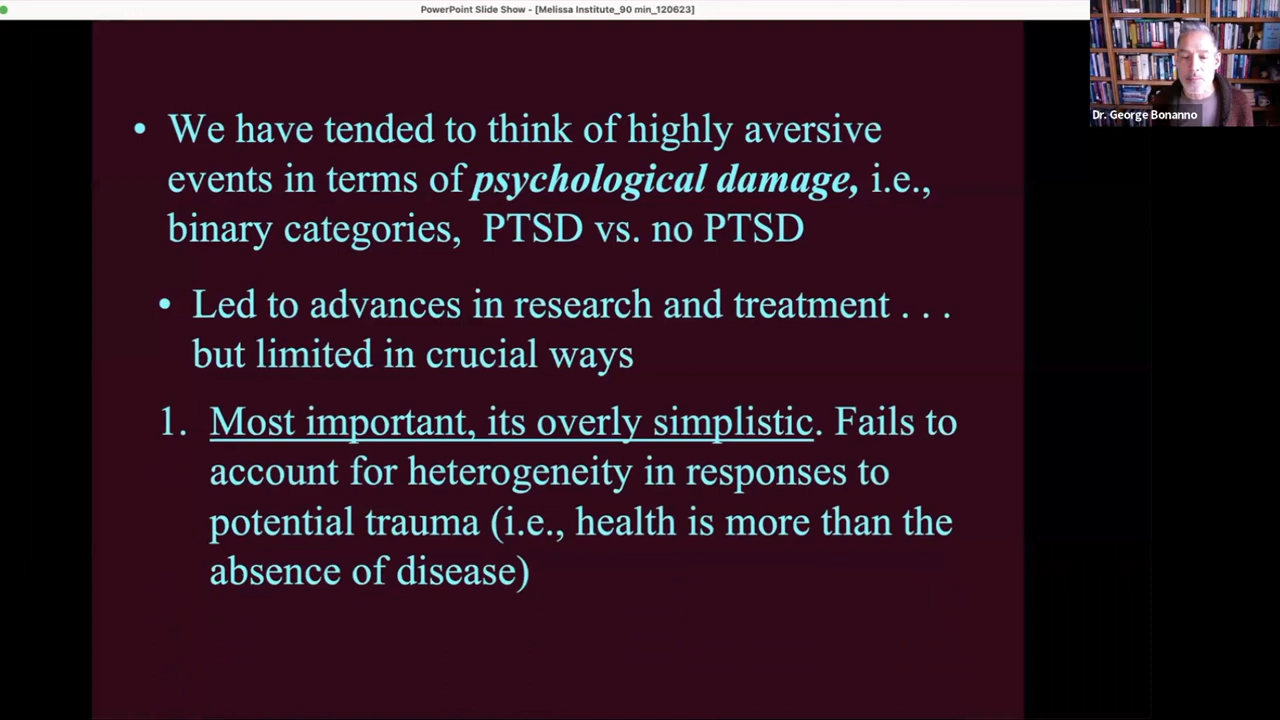 PowerPoint Slide Show - [Melissa Institute_90 min_120623]
Dr. George Bonanno
• We have tended to think of highly aversive
events in terms of psychological damage, i.e.,
binary categories,  PTSD vs. no PTSD
• Led to advances in research and treatment . . .
but limited in crucial ways
1. Most important, its overly simplistic. Fails to
account for heterogeneity in responses to
potential trauma (i.e., health is more than the
absence of disease)